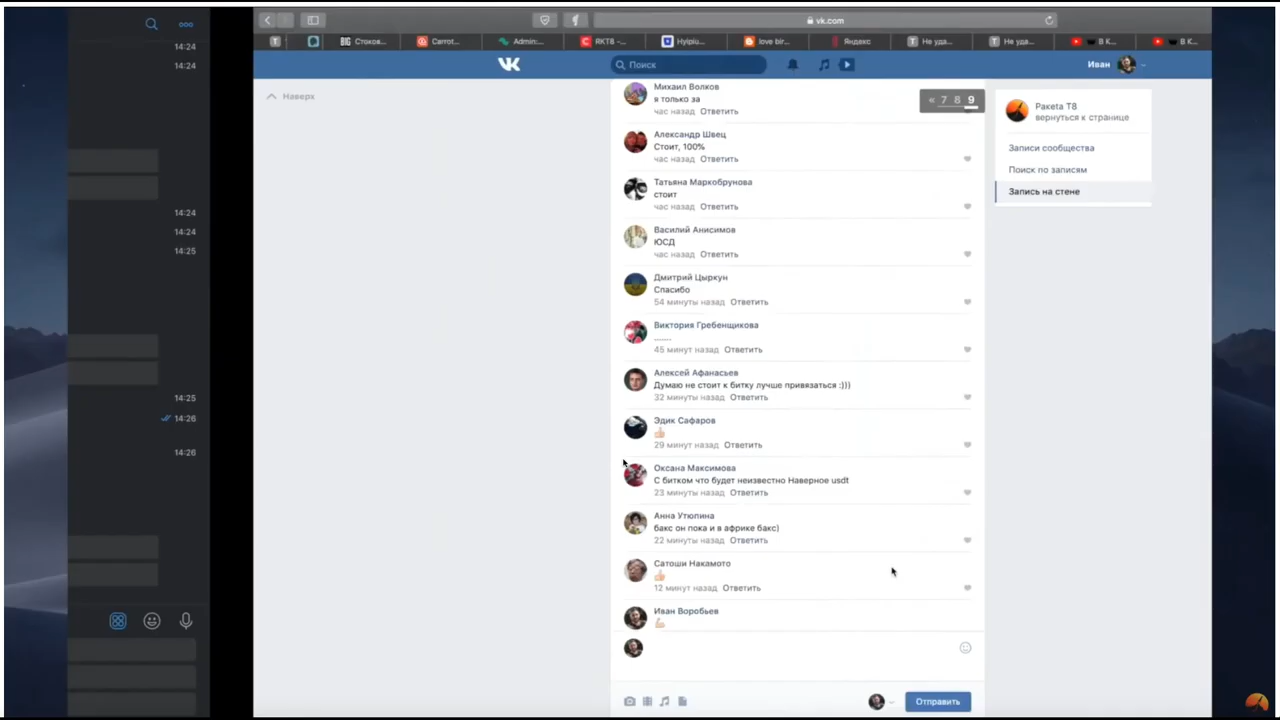 14:24
14:24
14:24
14:24
14:25
14:25
14:26
14:26
vk.com
BIG Стоков...
Carrot...
Admin:...
RKT8 -...
Hyipiu...
love bir...
Яндекс
Не уда...
Не уда...
В К...
В К...
Поиск
Иван
Наверх
« 7 8 9
Михаил Волков
я только за
час назад Ответить
Александр Швец
Стоит, 100%
час назад Ответить
Татьяна Маркобрунова
стоит
час назад Ответить
Василий Анисимов
ЮСД
час назад Ответить
Дмитрий Цыркун
Спасибо
54 минуты назад Ответить
Виктория Гребенщикова
.......
45 минут назад Ответить
Алексей Афанасьев
Думаю не стоит к битку лучше привязаться :)))
32 минуты назад Ответить
Эдик Сафаров
29 минут назад Ответить
Оксана Максимова
С битком что будет неизвестно Наверное usdt
23 минуты назад Ответить
Анна Утюпина
бакс он пока и в африке бакс)
22 минуты назад Ответить
Сатоши Накамото
12 минут назад Ответить
Иван Воробьев
Отправить
Ракета Т8
вернуться к странице
Записи сообщества
Поиск по записям
Запись на стене